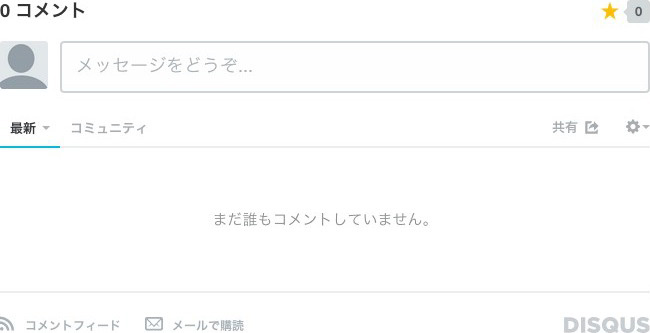 0 コメント
0
メッセージをどうぞ...
最新 コミュニティ 共有
まだ誰もコメントしていません。
コメントフィード メールで購読 DISQUS